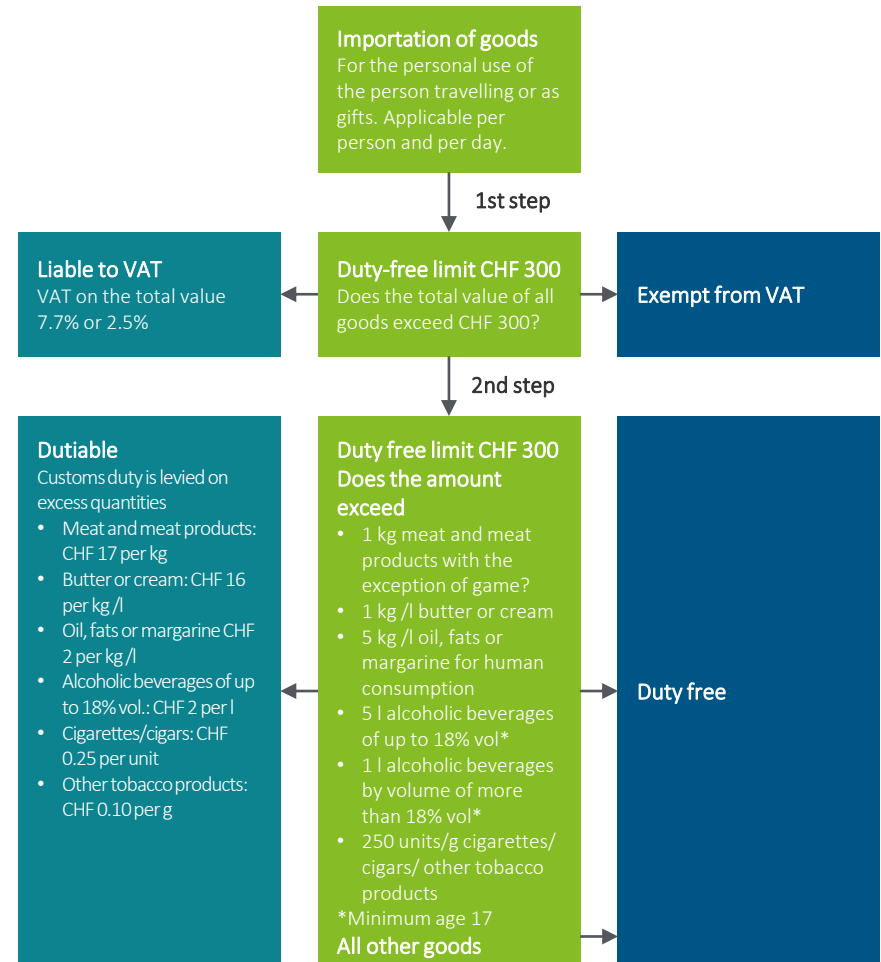 Importation of goods
For the personal use of
the person travelling or as
gifts. Applicable per
person and per day.
1st step
Liable to VAT
VAT on the total value
7.7% or 2.5%
Duty-free limit CHF 300
Does the total value of all
goods exceed CHF 300?
Exempt from VAT
2nd step
Dutiable
Customs duty is levied on
excess quantities
• Meat and meat products:
CHF 17 per kg
• Butter or cream: CHF 16
per kg /l
• Oil, fats or margarine CHF
2 per kg /l
• Alcoholic beverages of up
to 18% vol.: CHF 2 per l
• Cigarettes/cigars: CHF
0.25 per unit
• Other tobacco products:
CHF 0.10 per g
Duty free limit CHF 300
Does the amount
exceed
• 1 kg meat and meat
products with the
exception of game?
• 1 kg /l butter or cream
• 5 kg /l oil, fats or
margarine for human
consumption
• 5 l alcoholic beverages
of up to 18% vol*
• 1 l alcoholic beverages
by volume of more
than 18% vol*
• 250 units/g cigarettes/
cigars/ other tobacco
products
*Minimum age 17
All other goods
Duty free